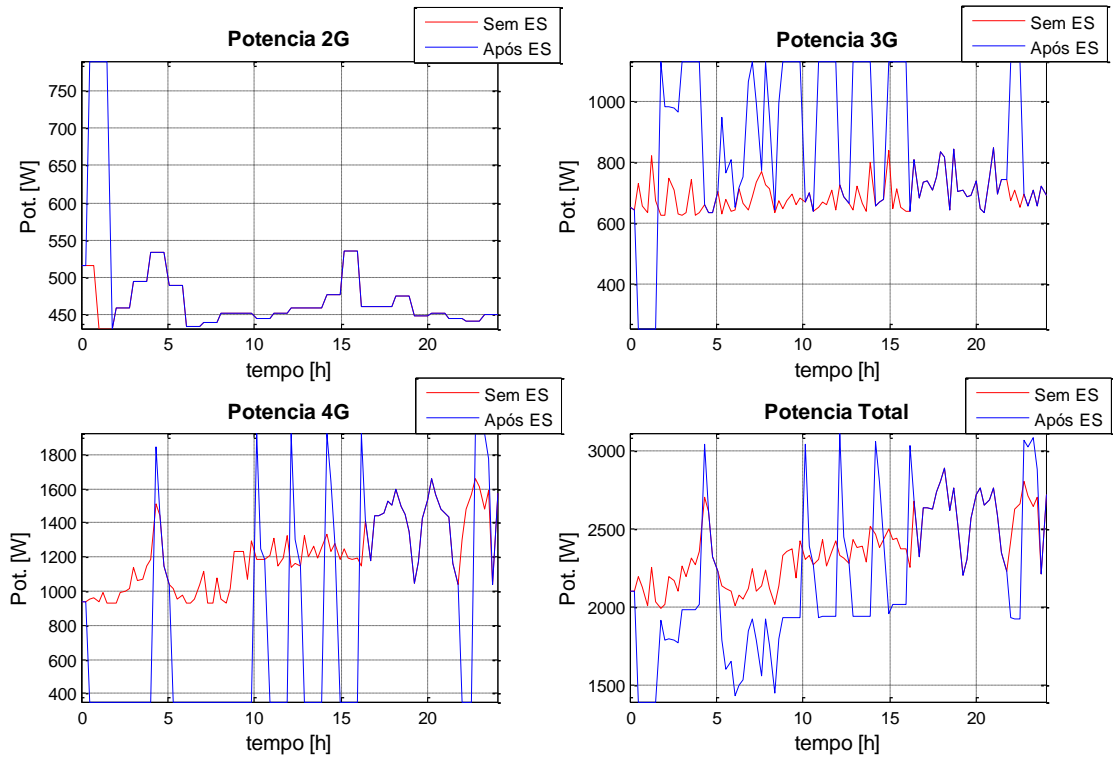 Potencia 2G
Sem ES
Após ES
Pot. [W]
750
700
650
600
550
500
450
0 5 10 15 20
tempo [h]
Potencia 3G
Sem ES
Após ES
Pot. [W]
1000
800
600
400
0 5 10 15 20
tempo [h]
Potencia 4G
Sem ES
Após ES
Pot. [W]
1800
1600
1400
1200
1000
800
600
400
0 5 10 15 20
tempo [h]
Potencia Total
Sem ES
Após ES
Pot. [W]
3000
2500
2000
1500
0 5 10 15 20
tempo [h]